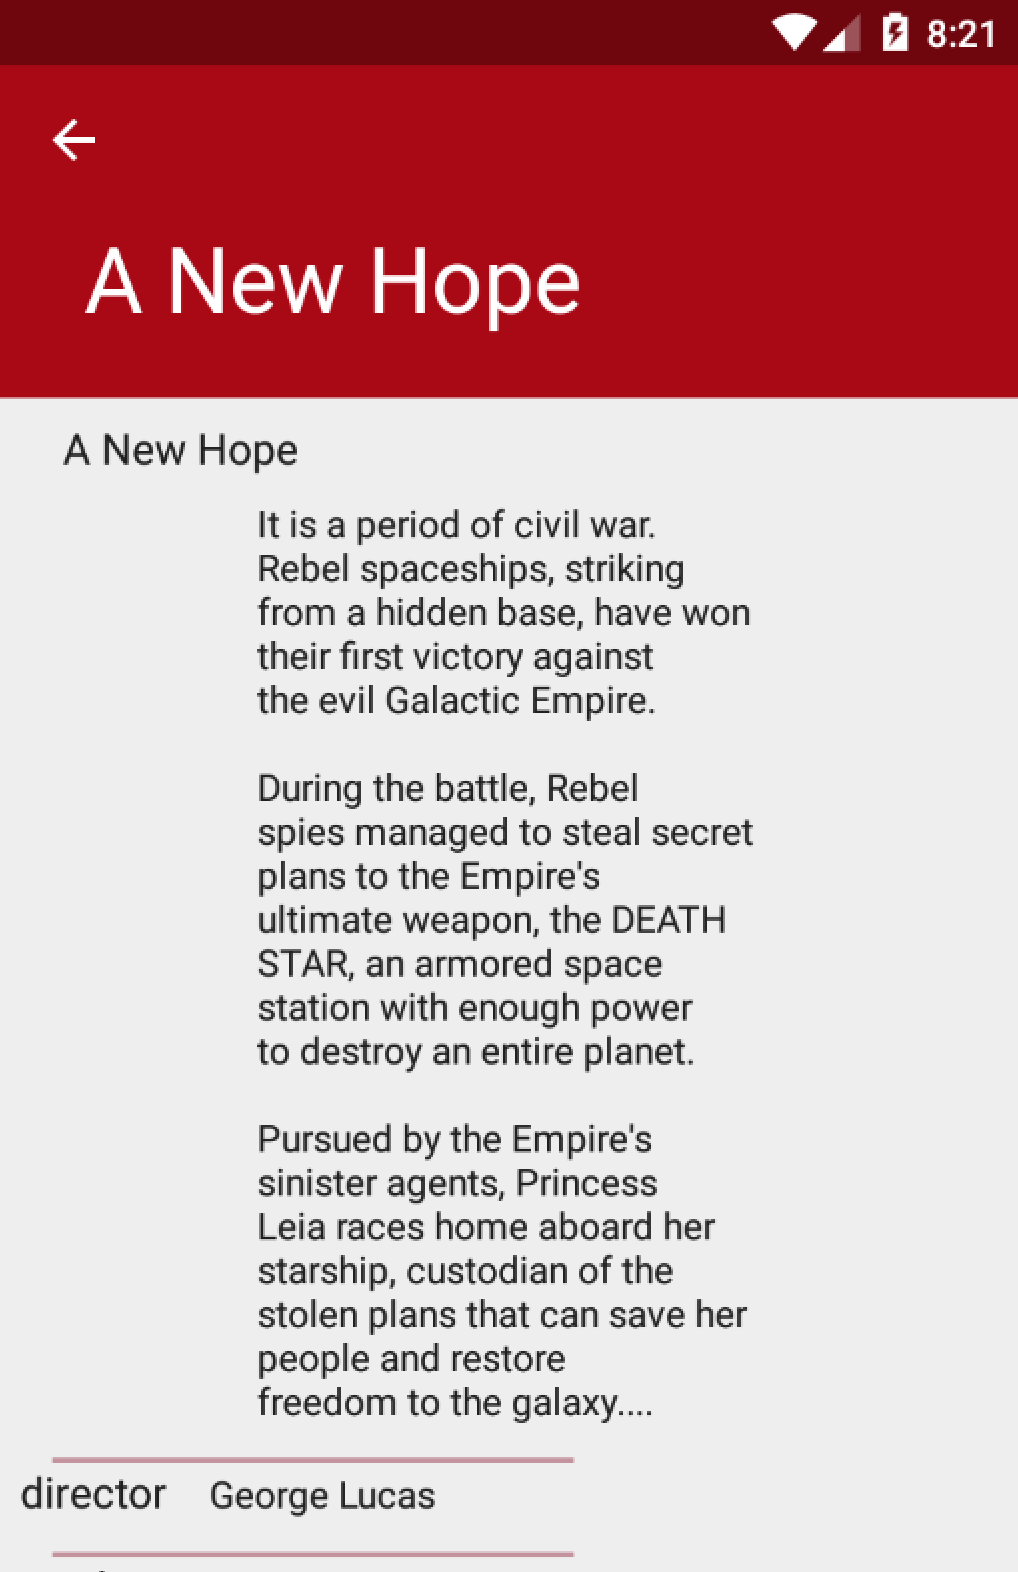 8:21
A New Hope
A New Hope
It is a period of civil war.
Rebel spaceships, striking
from a hidden base, have won
their first victory against
the evil Galactic Empire.
During the battle, Rebel
spies managed to steal secret
plans to the Empire's
ultimate weapon, the DEATH
STAR, an armored space
station with enough power
to destroy an entire planet.
Pursued by the Empire's
sinister agents, Princess
Leia races home aboard her
starship, custodian of the
stolen plans that can save her
people and restore
freedom to the galaxy....
director George Lucas